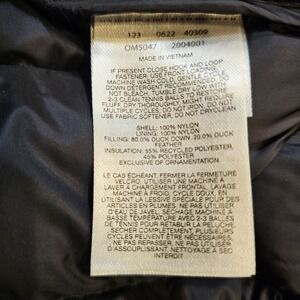 123 0622 40309
OM5047 2004001
MADE IN VIETNAM
IF PRESENT CLOSE HOOK AND LOOP
FASTENER. USE FRONT LOADING
MACHINE WASH COLD, GENTLE CYCLE.
DOWN DETERGENT RECOMMENDED. DO
NOT BLEACH. TUMBLE DRY LOW WITH
2-3 CLEAN TENNIS BALLS TO RESTORE
FLUFF. DRY THOROUGHLY, MIGHT REQUIRE
MULTIPLE CYCLES. DO NOT IRON. DO NOT
USE FABRIC SOFTENER. DO NOT DRYCLEAN
SHELL: 100% NYLON
LINING: 100% NYLON
FILLING: 80.0% DUCK DOWN, 20.0% DUCK
FEATHER
INSULATION: 55% RECYCLED POLYESTER,
45% POLYESTER
EXCLUSIVE OF ORNAMENTATION
LE CAS ÉCHÉANT, FERMER LA FERMETURE
VELCRO. UTILISER UNE MACHINE À
LAVER À CHARGEMENT FRONTAL. LAVAGE
MACHINE À FROID, CYCLE DOUX. EN
UTILISANT LA LESSIVE SPÉCIALE POUR DES
ARTICLES EN PLUMES. NE PAS UTILISER
D'EAU DE JAVEL. SÉCHAGE MACHINE À
BASSE TEMPÉRATURE AVEC 2-3 BALLES
DE TENNIS POUR RÉTABLIR LA PELUCHE.
SÉCHER COMPLÈTEMENT, PLUSIEURS
CYCLES PEUVENT ÊTRE NÉCESSAIRES.
NE PAS REPASSER. NE PAS UTILISER
D'ASSOUPLISSANT. NETTOYAGE À SEC
INTERDIT